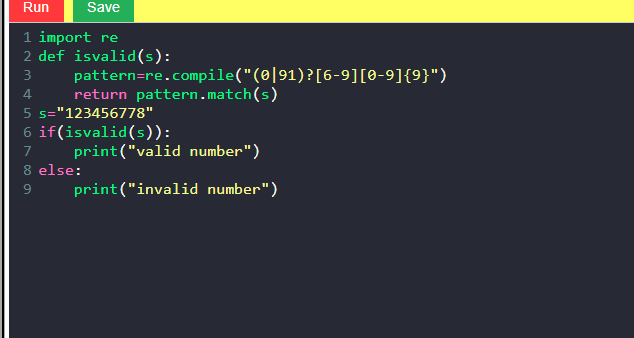 Run Save
1 import re
2 def isvalid(s):
3     pattern=re.compile("(0|91)?[6-9][0-9]{9}")
4     return pattern.match(s)
5 s="123456778"
6 if(isvalid(s)):
7     print("valid number")
8 else:
9     print("invalid number")